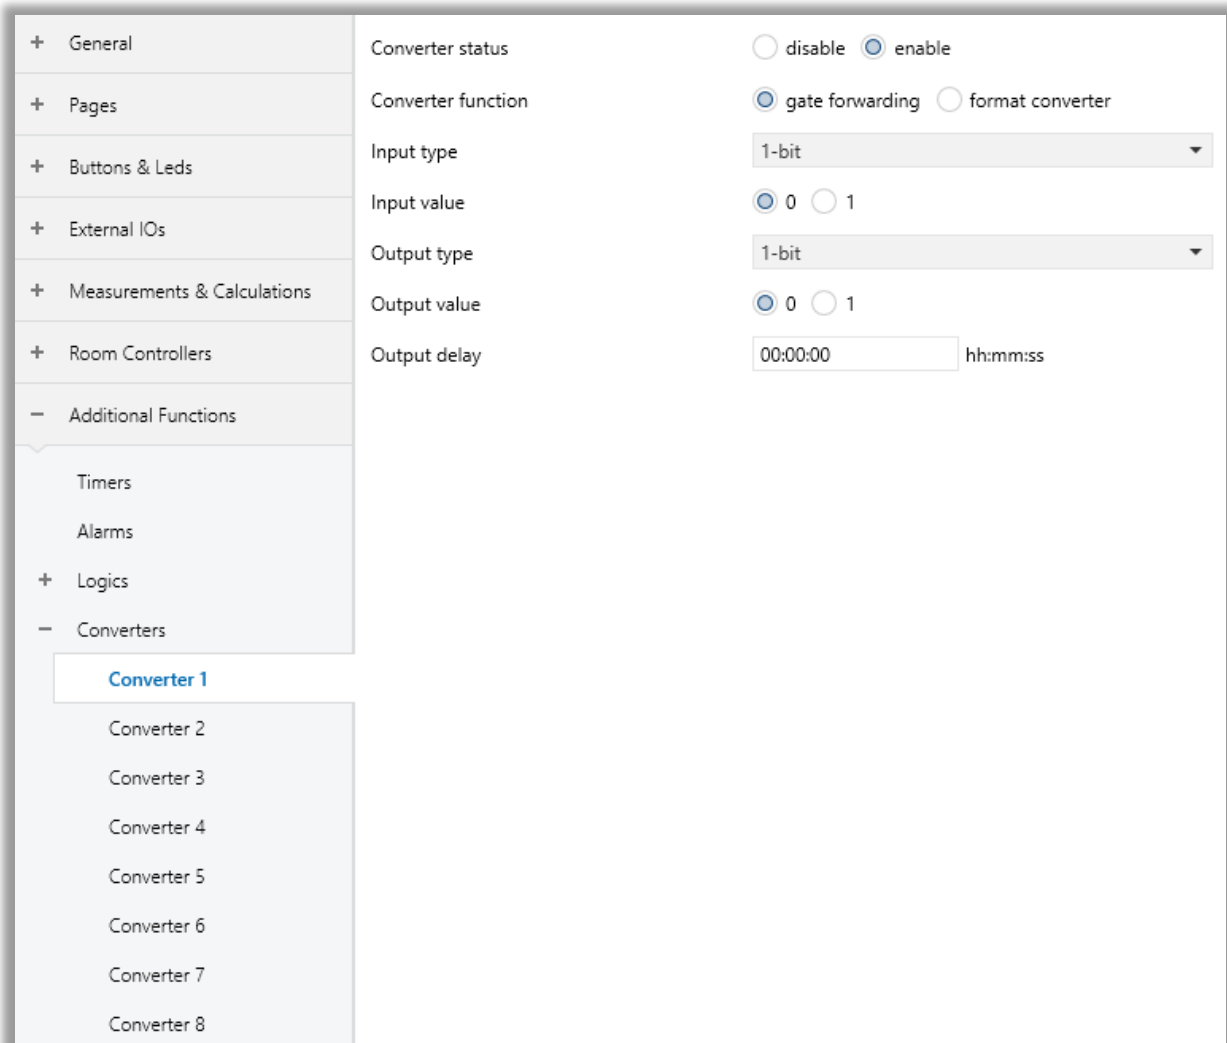 General
Pages
Buttons & Leds
External IOs
Measurements & Calculations
Room Controllers
Additional Functions
Timers
Alarms
Logics
Converters
Converter 1
Converter 2
Converter 3
Converter 4
Converter 5
Converter 6
Converter 7
Converter 8
Converter status disable enable
Converter function gate forwarding format converter
Input type 1-bit
Input value 0 1
Output type 1-bit
Output value 0 1
Output delay 00:00:00 hh:mm:ss